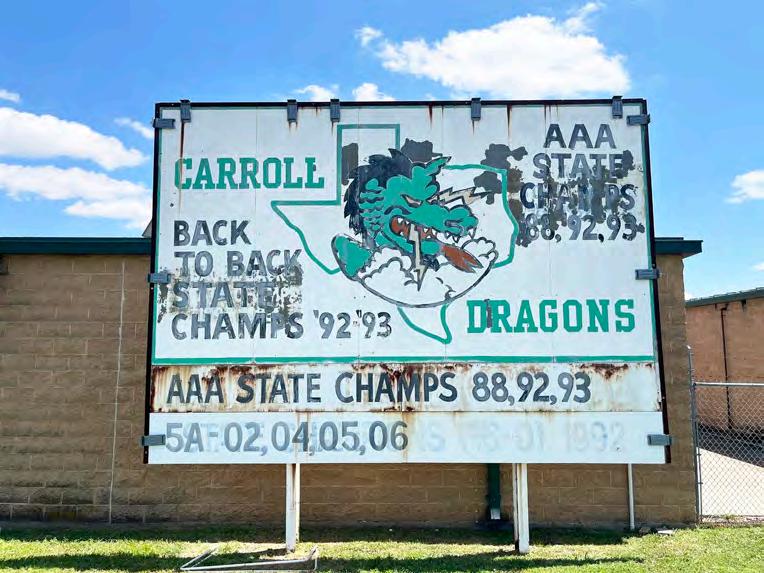 CARROLL
BACK
TO BACK
STATE
CHAMPS '92 '93
AAA
STATE
CHAMPS
88,92,93
DRAGONS
AAA STATE CHAMPS 88,92,93
5A-02,04,05,06